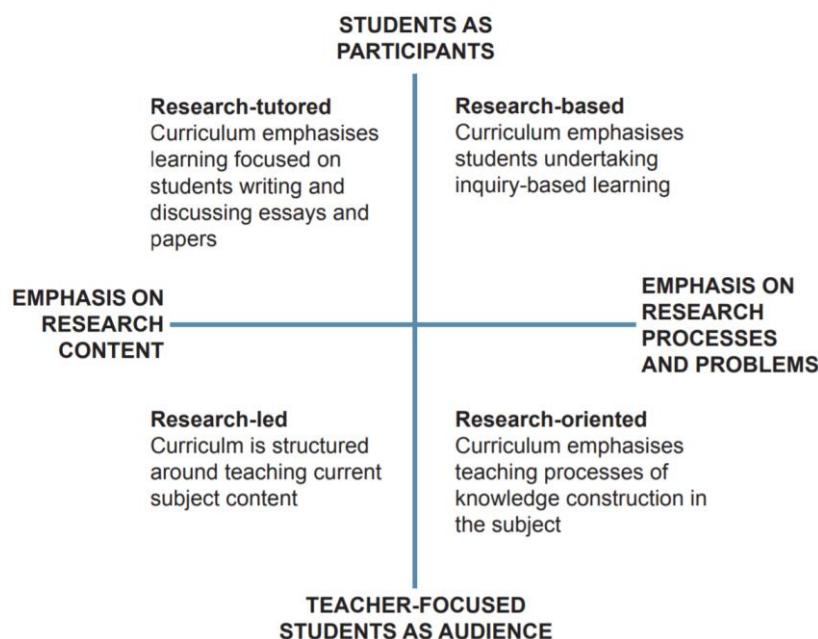 STUDENTS AS
PARTICIPANTS
Research-tutored
Curriculum emphasises
learning focused on
students writing and
discussing essays and
papers
Research-based
Curriculum emphasises
students undertaking
inquiry-based learning
EMPHASIS ON
RESEARCH
CONTENT
EMPHASIS ON
RESEARCH
PROCESSES
AND PROBLEMS
Research-led
Curriculm is structured
around teaching current
subject content
Research-oriented
Curriculum emphasises
teaching processes of
knowledge construction in
the subject
TEACHER-FOCUSED
STUDENTS AS AUDIENCE